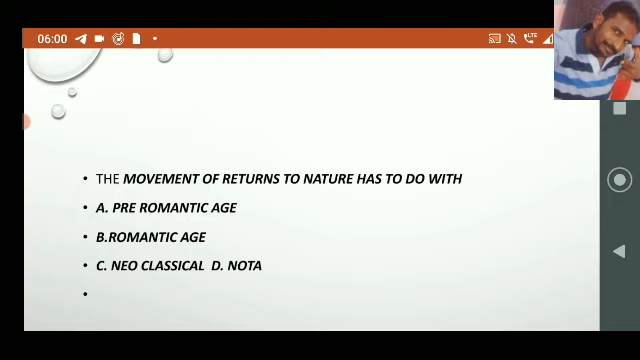 06:00
LTE
THE MOVEMENT OF RETURNS TO NATURE HAS TO DO WITH
A. PRE ROMANTIC AGE
B.ROMANTIC AGE
C. NEO CLASSICAL D. NOTA